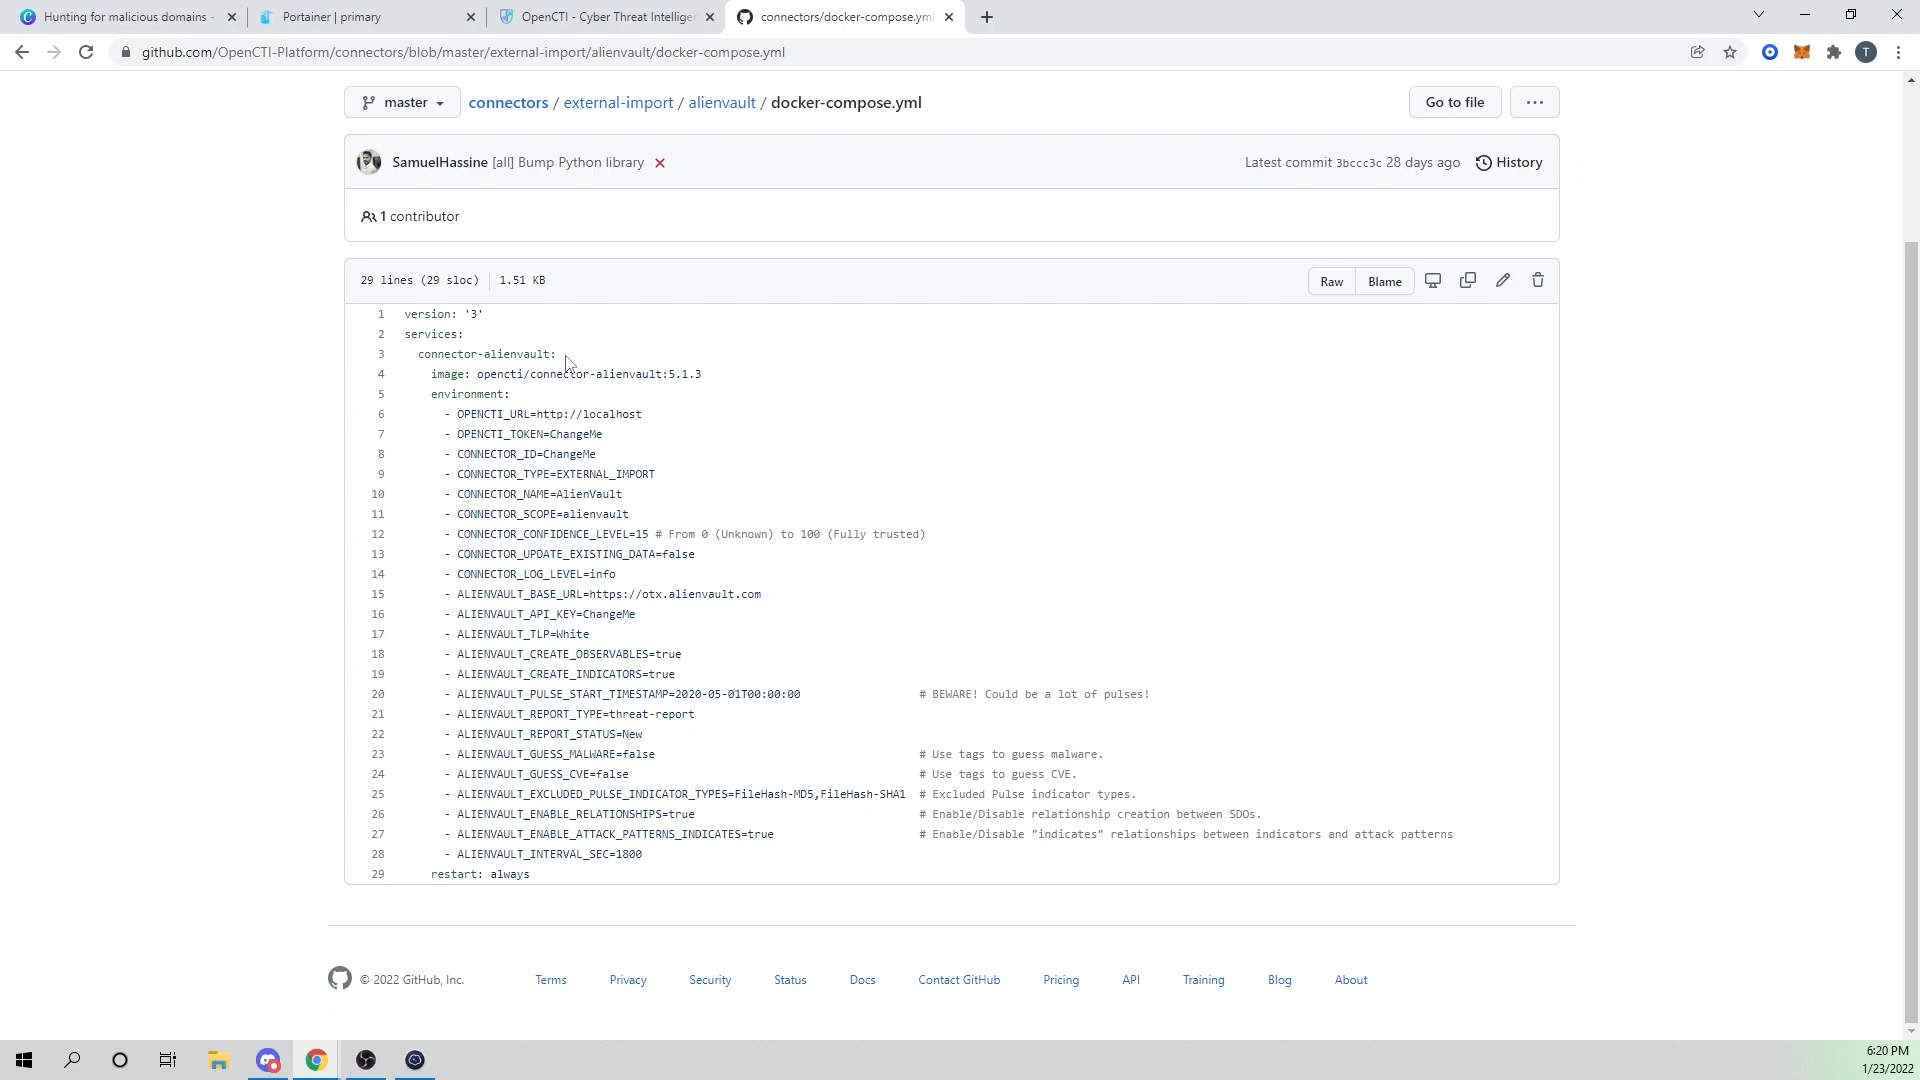 Hunting for malicious domains -
Portainer | primary
OpenCTI - Cyber Threat Intellige
connectors/docker-compose.yml
github.com/OpenCTI-Platform/connectors/blob/master/external-import/alienvault/docker-compose.yml
T
master
connectors / external-import / alienvault / docker-compose.yml
Go to file
SamuelHassine [all] Bump Python library
Latest commit 3bccc3c 28 days ago
History
1 contributor
29 lines (29 sloc) 1.51 KB
Raw
Blame
1 version: '3'
2 services:
3 connector-alienvault:
4 image: opencti/connector-alienvault:5.1.3
5 environment:
6 - OPENCTI_URL=http://localhost
7 - OPENCTI_TOKEN=ChangeMe
8 - CONNECTOR_ID=ChangeMe
9 - CONNECTOR_TYPE=EXTERNAL_IMPORT
10 - CONNECTOR_NAME=AlienVault
11 - CONNECTOR_SCOPE=alienvault
12 - CONNECTOR_CONFIDENCE_LEVEL=15 # From 0 (Unknown) to 100 (Fully trusted)
13 - CONNECTOR_UPDATE_EXISTING_DATA=false
14 - CONNECTOR_LOG_LEVEL=info
15 - ALIENVAULT_BASE_URL=https://otx.alienvault.com
16 - ALIENVAULT_API_KEY=ChangeMe
17 - ALIENVAULT_TLP=White
18 - ALIENVAULT_CREATE_OBSERVABLES=true
19 - ALIENVAULT_CREATE_INDICATORS=true
20 - ALIENVAULT_PULSE_START_TIMESTAMP=2020-05-01T00:00:00 # BEWARE! Could be a lot of pulses!
21 - ALIENVAULT_REPORT_TYPE=threat-report
22 - ALIENVAULT_REPORT_STATUS=New
23 - ALIENVAULT_GUESS_MALWARE=false # Use tags to guess malware.
24 - ALIENVAULT_GUESS_CVE=false # Use tags to guess CVE.
25 - ALIENVAULT_EXCLUDED_PULSE_INDICATOR_TYPES=FileHash-MD5,FileHash-SHA1 # Excluded Pulse indicator types.
26 - ALIENVAULT_ENABLE_RELATIONSHIPS=true # Enable/Disable relationship creation between SDOs.
27 - ALIENVAULT_ENABLE_ATTACK_PATTERNS_INDICATES=true # Enable/Disable "indicates" relationships between indicators and attack patterns
28 - ALIENVAULT_INTERVAL_SEC=1800
29 restart: always
© 2022 GitHub, Inc.
Terms
Privacy
Security
Status
Docs
Contact GitHub
Pricing
API
Training
Blog
About
6:20 PM
1/23/2022